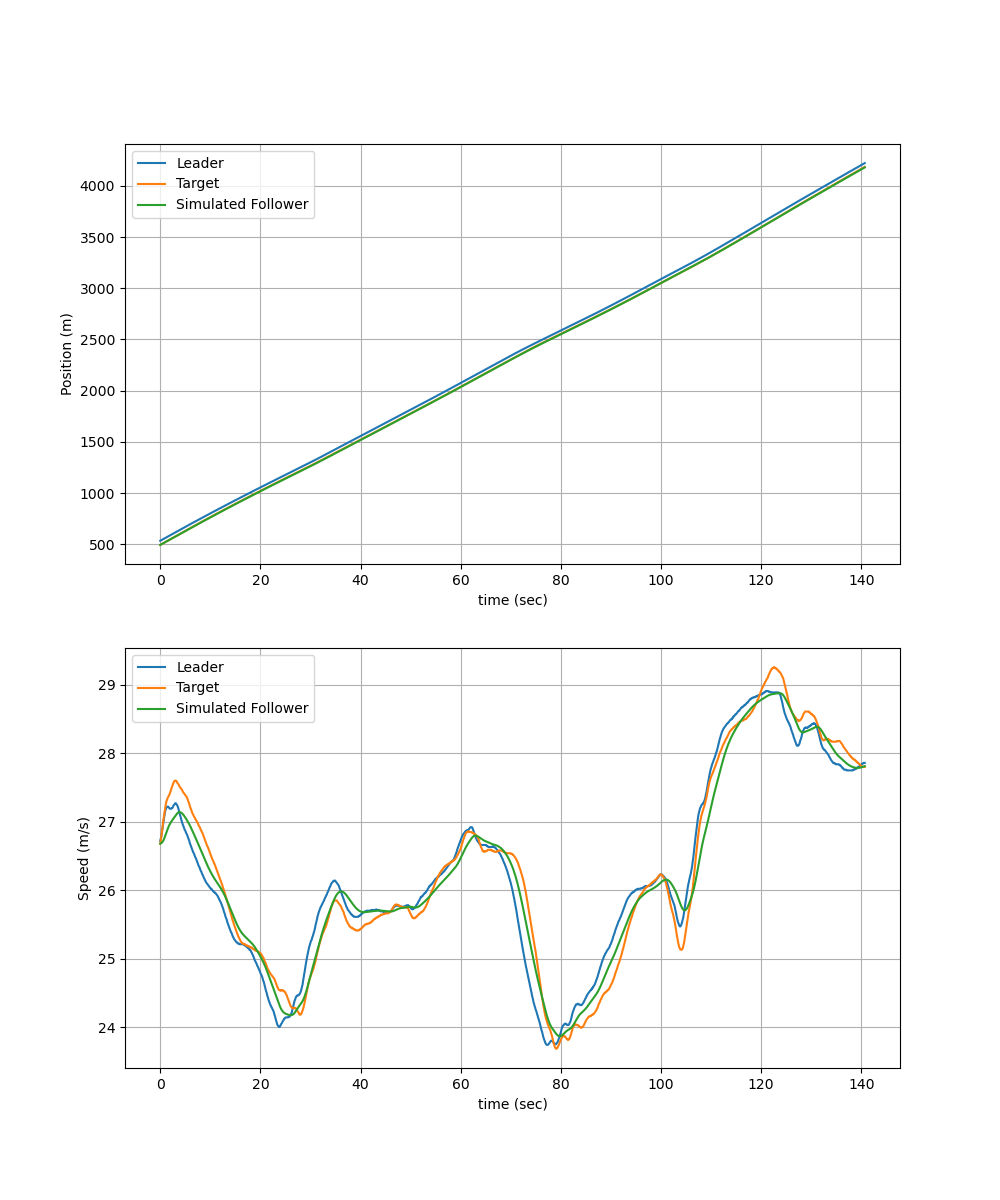 Leader
Target
Simulated Follower
4000
3500
3000
2500
2000
1500
1000
500
Position (m)
0 20 40 60 80 100 120 140
time (sec)
Leader
Target
Simulated Follower
29
28
27
26
25
24
Speed (m/s)
0 20 40 60 80 100 120 140
time (sec)